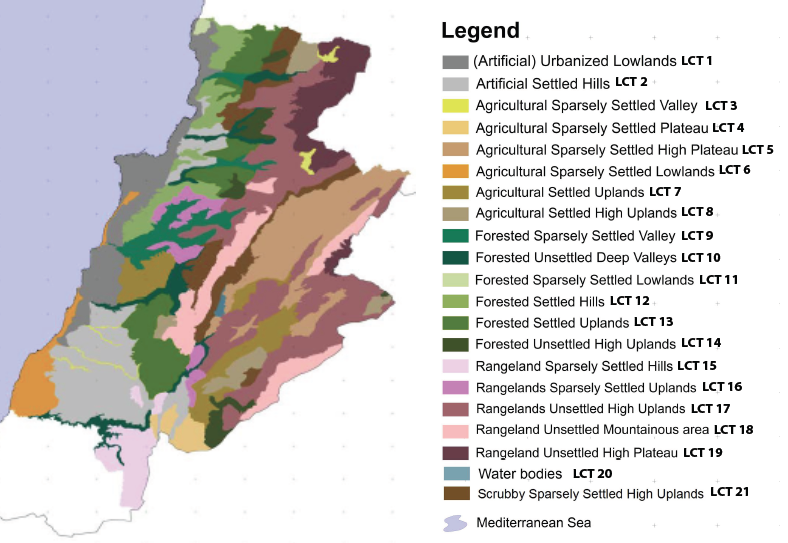 Legend
(Artificial) Urbanized Lowlands LCT 1
Artificial Settled Hills LCT 2
Agricultural Sparsely Settled Valley LCT 3
Agricultural Sparsely Settled Plateau LCT 4
Agricultural Sparsely Settled High Plateau LCT 5
Agricultural Sparsely Settled Lowlands LCT 6
Agricultural Settled Uplands LCT 7
Agricultural Settled High Uplands LCT 8
Forested Sparsely Settled Valley LCT 9
Forested Unsettled Deep Valleys LCT 10
Forested Sparsely Settled Lowlands LCT 11
Forested Settled Hills LCT 12
Forested Settled Uplands LCT 13
Forested Unsettled High Uplands LCT 14
Rangeland Sparsely Settled Hills LCT 15
Rangelands Sparsely Settled Uplands LCT 16
Rangelands Unsettled High Uplands LCT 17
Rangeland Unsettled Mountainous area LCT 18
Rangeland Unsettled High Plateau LCT 19
Water bodies LCT 20
Scrubby Sparsely Settled High Uplands LCT 21
Mediterranean Sea